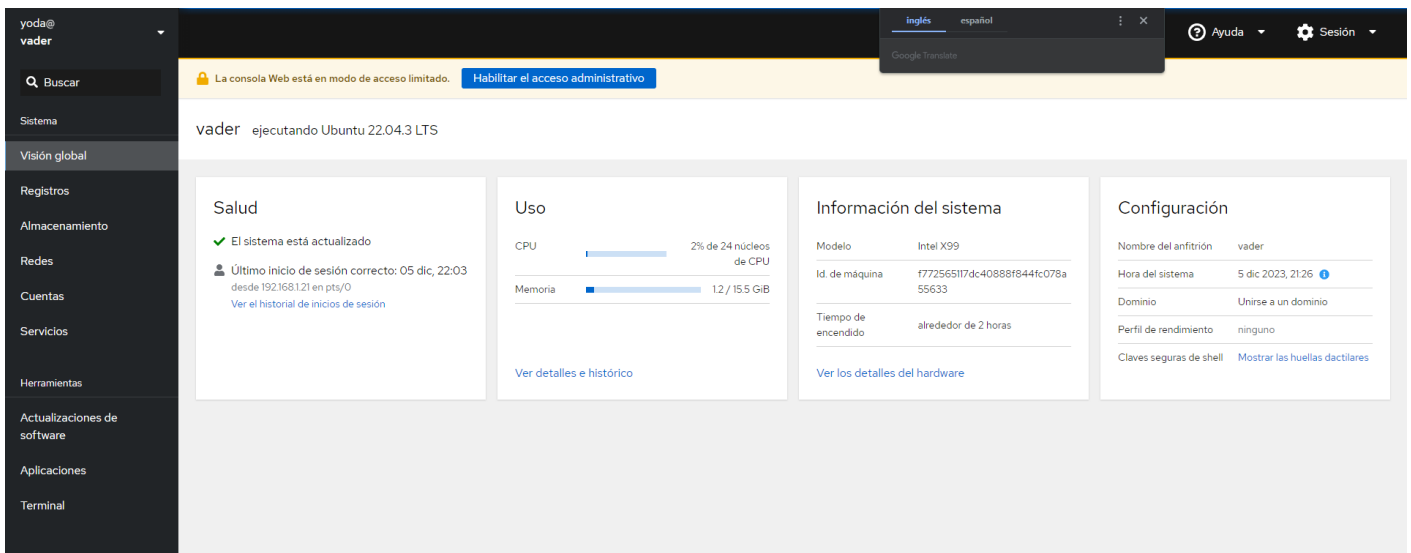 yoda@
vader
Buscar
Sistema
Visión global
Registros
Almacenamiento
Redes
Cuentas
Servicios
Herramientas
Actualizaciones de
software
Aplicaciones
Terminal
inglés español
Google Translate
Ayuda
Sesión
La consola Web está en modo de acceso limitado. Habilitar el acceso administrativo
vader ejecutando Ubuntu 22.04.3 LTS
Salud
El sistema está actualizado
Último inicio de sesión correcto: 05 dic, 22:03
desde 192.168.1.21 en pts/0
Ver el historial de inicios de sesión
Uso
CPU 2% de 24 núcleos
de CPU
Memoria 1.2 / 15.5 GiB
Ver detalles e histórico
Información del sistema
Modelo Intel X99
Id. de máquina f772565117dc40888f844fc078a
55633
Tiempo de
encendido alrededor de 2 horas
Ver los detalles del hardware
Configuración
Nombre del anfitrión vader
Hora del sistema 5 dic 2023, 21:26
Dominio Unirse a un dominio
Perfil de rendimiento ninguno
Claves seguras de shell Mostrar las huellas dactilares